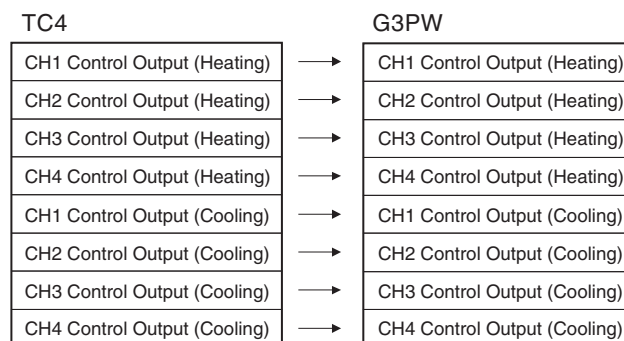 TC4 G3PW
CH1 Control Output (Heating) CH1 Control Output (Heating)
CH2 Control Output (Heating) CH2 Control Output (Heating)
CH3 Control Output (Heating) CH3 Control Output (Heating)
CH4 Control Output (Heating) CH4 Control Output (Heating)
CH1 Control Output (Cooling) CH1 Control Output (Cooling)
CH2 Control Output (Cooling) CH2 Control Output (Cooling)
CH3 Control Output (Cooling) CH3 Control Output (Cooling)
CH4 Control Output (Cooling) CH4 Control Output (Cooling)